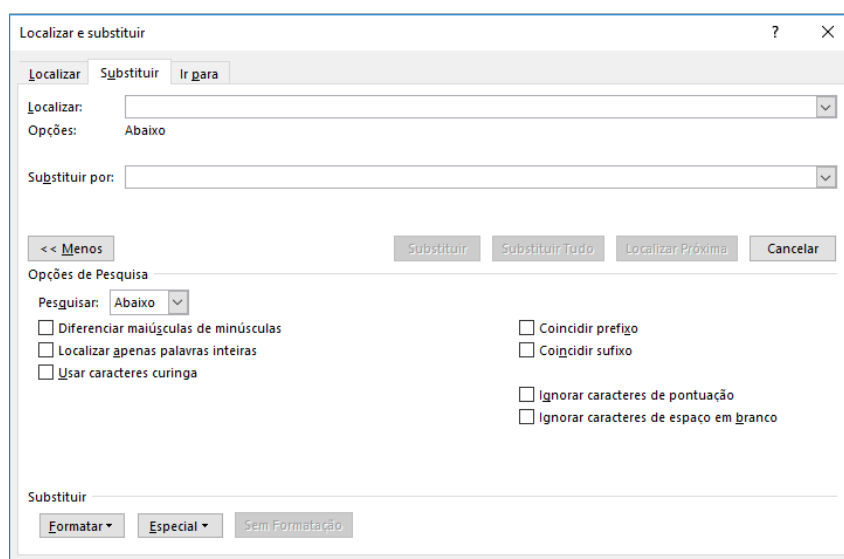 Localizar e substituir ?
Localizar Substituir Ir para
Localizar:
Opções: Abaixo
Substituir por:
<< Menos Substituir Substituir Tudo Localizar Próxima Cancelar
Opções de Pesquisa
Pesquisar: Abaixo
Diferenciar maiúsculas de minúsculas Coincidir prefixo
Localizar apenas palavras inteiras Coincidir sufixo
Usar caracteres curinga
Ignorar caracteres de pontuação
Ignorar caracteres de espaço em branco
Substituir
Formatar Especial Sem Formatação